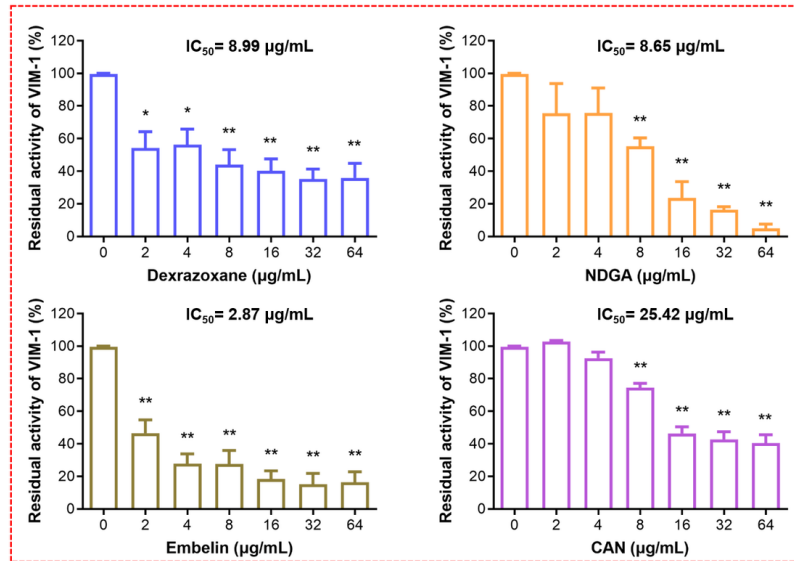 IC50= 8.99 µg/mL
Residual activity of VIM-1 (%)
120
100
80
60
40
20
0
* * ** ** ** **
0 2 4 8 16 32 64
Dexrazoxane (µg/mL)
IC50= 8.65 µg/mL
Residual activity of VIM-1 (%)
120
100
80
60
40
20
0
** ** ** **
0 2 4 8 16 32 64
NDGA (µg/mL)
IC50= 2.87 µg/mL
Residual activity of VIM-1 (%)
120
100
80
60
40
20
0
** ** ** ** ** **
0 2 4 8 16 32 64
Embelin (µg/mL)
IC50= 25.42 µg/mL
Residual activity of VIM-1 (%)
120
100
80
60
40
20
0
** ** ** **
0 2 4 8 16 32 64
CAN (µg/mL)